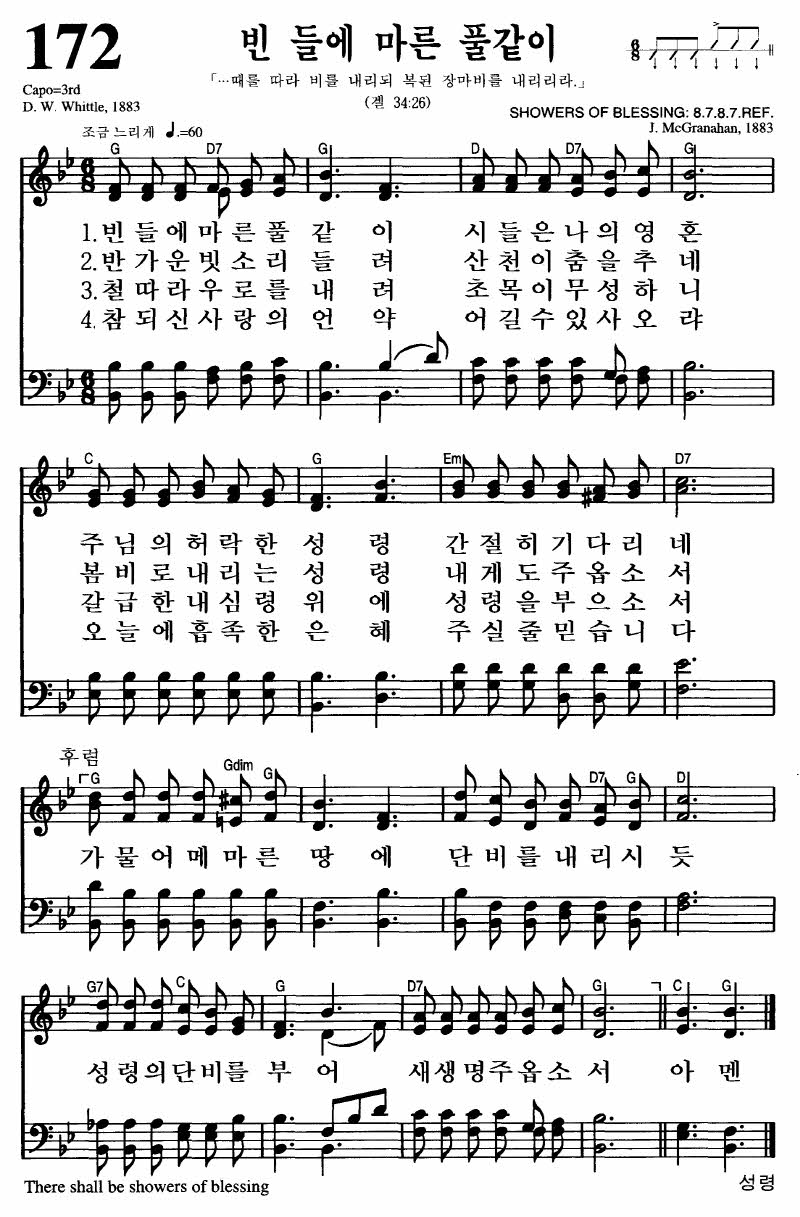 172
빈 들에 마른 풀같이
「…때를 따라 비를 내리되 복된 장마비를 내리리라.」
(겔 34:26)
Capo=3rd
D. W. Whittle, 1883
SHOWERS OF BLESSING: 8.7.8.7.REF.
J. McGranahan, 1883
조금 느리게 ♩.=60
G D7 G D D7 G
6/8
1.빈 들에마른풀 같 이 시 들은나의영 혼
2.반 가운빗소리 들 려 산 천이춤을추 네
3.철 따라우로를 내 려 초 목이무성하 니
4.참 되신사랑의 언 약 어 길수있사오 랴
C G Em D7
주 님의허락한 성 령 간 절히기다리 네
봄 비로내리는 성 령 내 게도주옵소 서
갈 급한내심령 위 에 성 령을부으소 서
오 늘에흡족한 은 혜 주 실줄믿습니 다
후렴
G Gdim G G D7 G D
가 물어메마른 땅 에 단 비를내리시 듯
G7 C G D7 G C G
성 령의단비를 부 어 새생명주옵소 서 아 멘
There shall be showers of blessing
성령